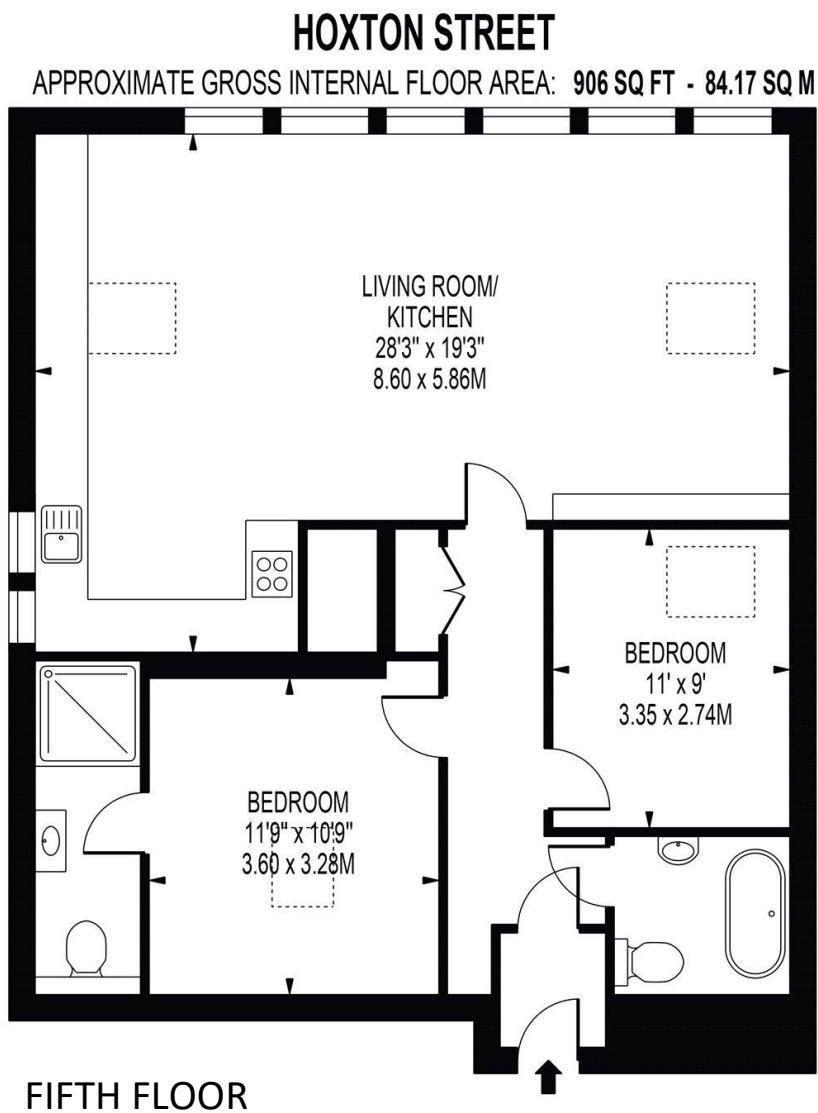 HOXTON STREET
APPROXIMATE GROSS INTERNAL FLOOR AREA: 906 SQ FT - 84.17 SQ M
LIVING ROOM/
KITCHEN
28'3" x 19'3"
8.60 x 5.86M
BEDROOM
11' x 9'
3.35 x 2.74M
BEDROOM
11'9" x 10'9"
3.60 x 3.28M
FIFTH FLOOR